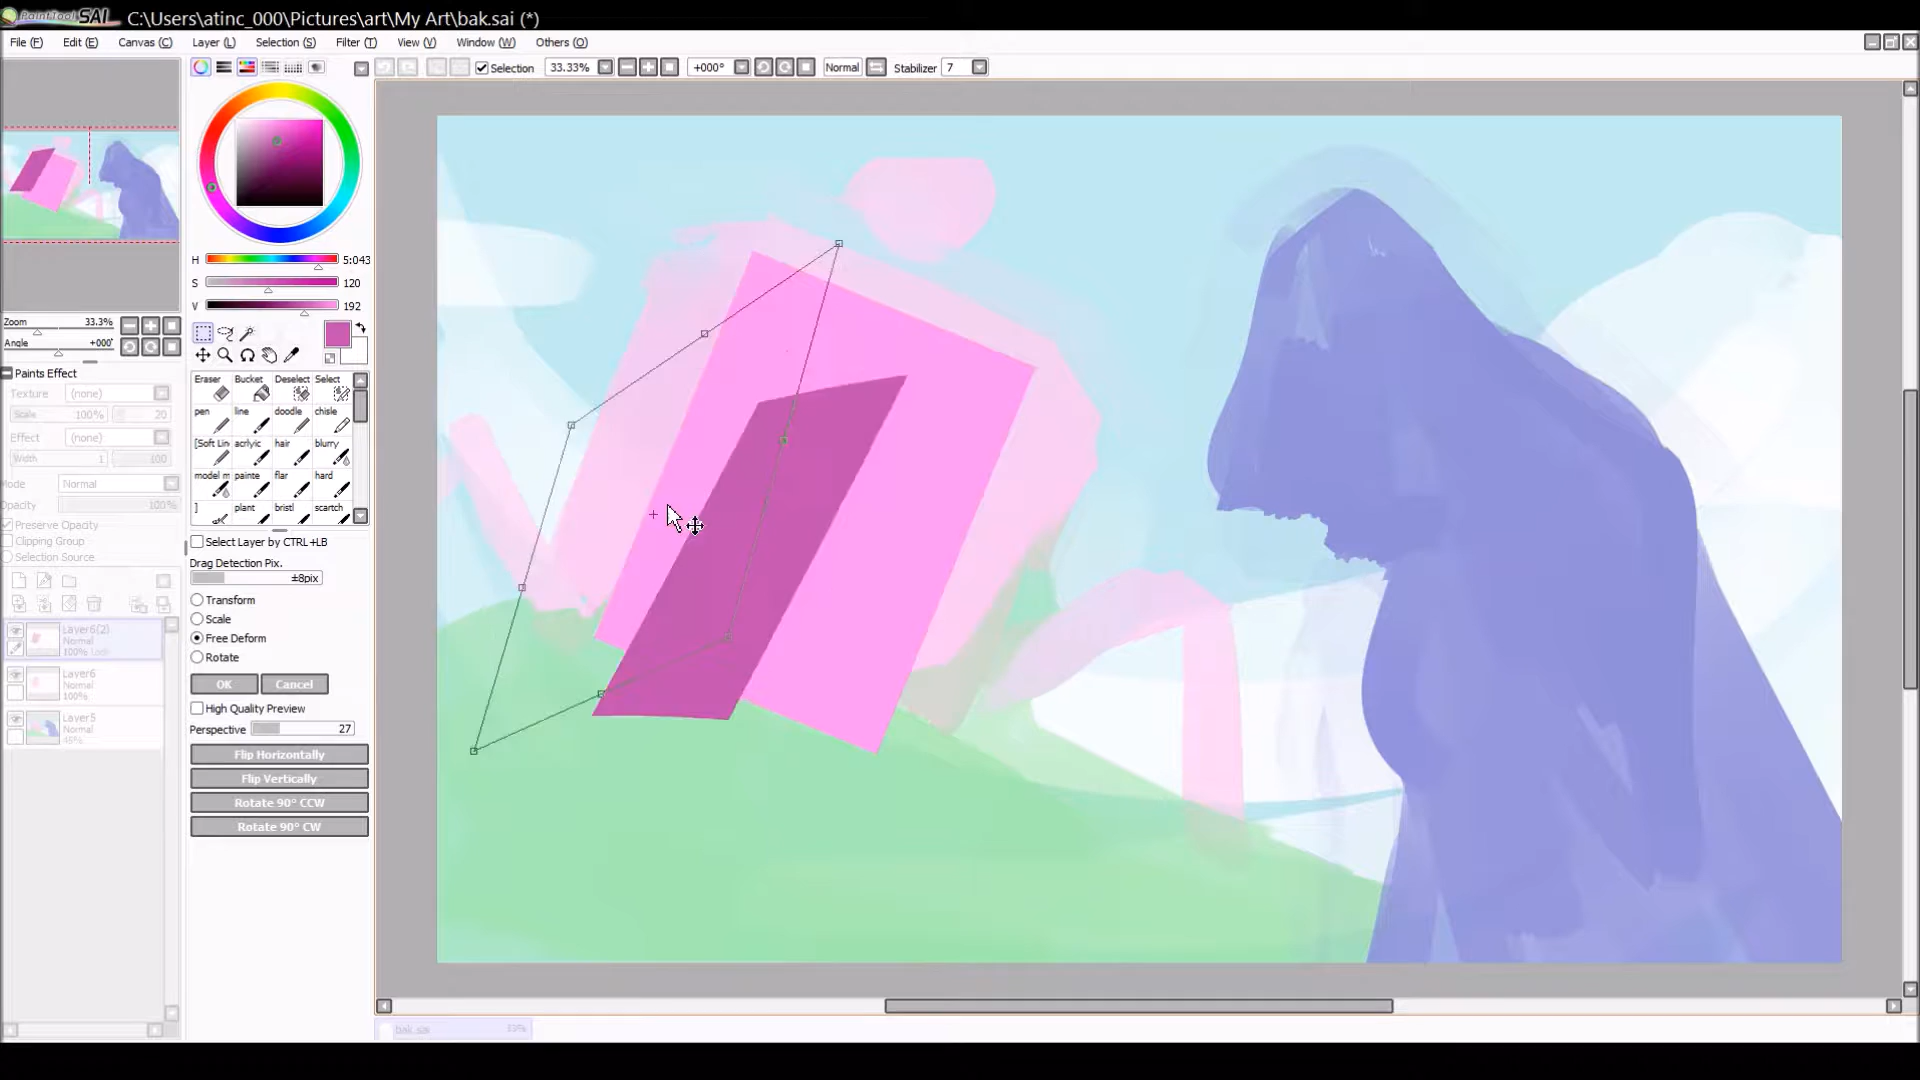 PaintTool SAI C:\Users\atinc_000\Pictures\art\My Art\bak.sai (*)
File (F) Edit (E) Canvas (C) Layer (L) Selection (S) Filter (T) View (V) Window (W) Others (O)
Selection 33.33% +000° Normal Stabilizer 7
H 5:043
S 120
V 192
Zoom 33.3%
Angle +000°
Paints Effect
Texture (none)
Scale 100% 20
Effect (none)
Width 1 100
Mode Normal
Opacity 100%
Preserve Opacity
Clipping Group
Selection Source
Layer6(2)
Normal
100%
Layer6
Normal
100%
Layer5
Normal
45%
Eraser Bucket Deselect Select
pen line doodle chisle
[Soft Lin acrlyic hair blurry
model m painte flar hard
] plant bristl scartch
Select Layer by CTRL+LB
Drag Detection Pix.
±8pix
Transform
Scale
Free Deform
Rotate
OK Cancel
High Quality Preview
Perspective 27
Flip Horizontally
Flip Vertically
Rotate 90° CCW
Rotate 90° CW
bak.sai 33%